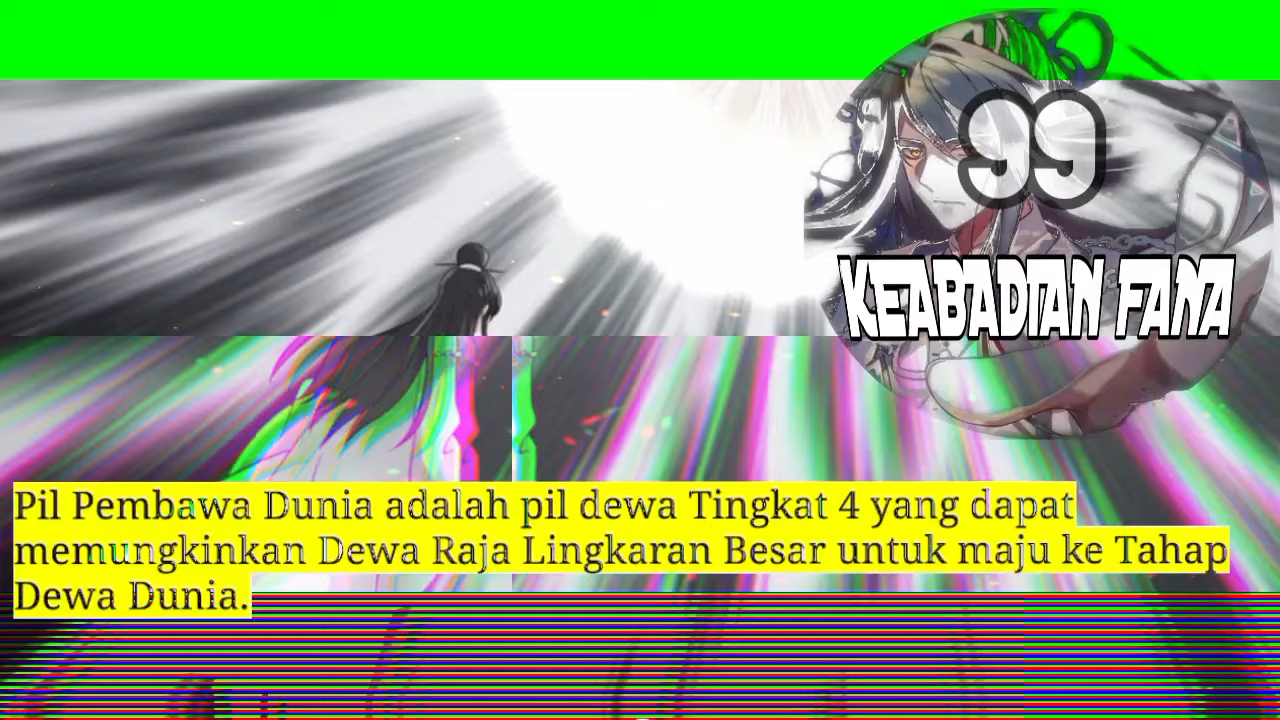 99
KEABADIAN FANA
Pil Pembawa Dunia adalah pil dewa Tingkat 4 yang dapat
memungkinkan Dewa Raja Lingkaran Besar untuk maju ke Tahap
Dewa Dunia.